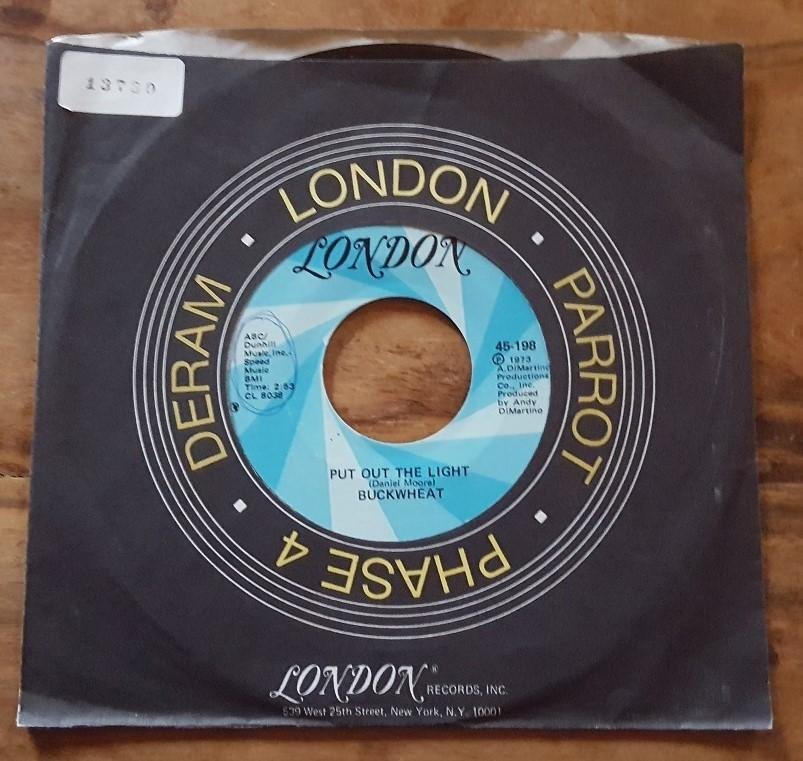 LONDON
PARROT
PHASE 4
DERAM
LONDON
ABC/
Dunhill
Music, Inc.-
Speed
Music
BMI
Time: 2:53
CL 8038
45-198
Ⓟ 1973
A.DiMartino
Productions
Co., Inc.
Produced
by Andy
DiMartino
PUT OUT THE LIGHT
(Daniel Moore)
BUCKWHEAT
LONDON® RECORDS, INC.
539 West 25th Street, New York, N.Y. 10001